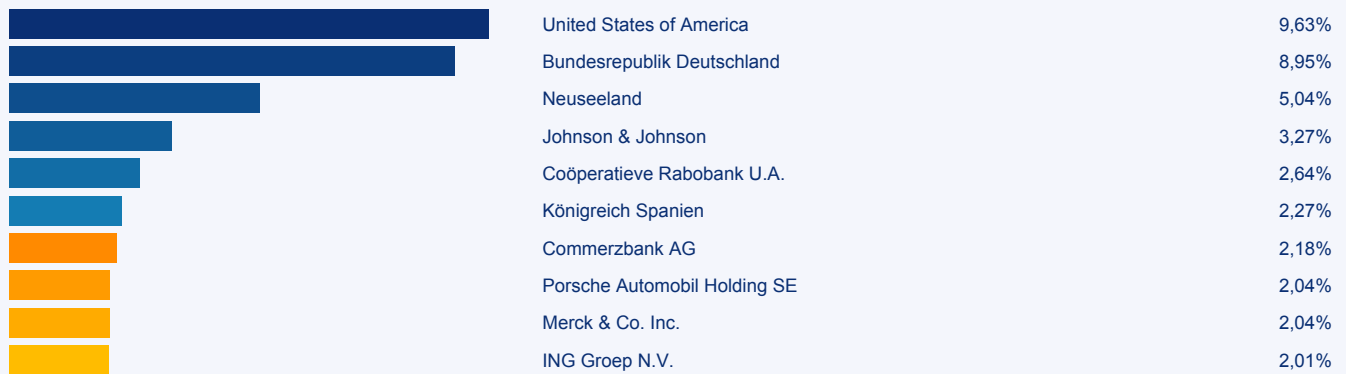 United States of America 9,63%
Bundesrepublik Deutschland 8,95%
Neuseeland 5,04%
Johnson & Johnson 3,27%
Coöperatieve Rabobank U.A. 2,64%
Königreich Spanien 2,27%
Commerzbank AG 2,18%
Porsche Automobil Holding SE 2,04%
Merck & Co. Inc. 2,04%
ING Groep N.V. 2,01%